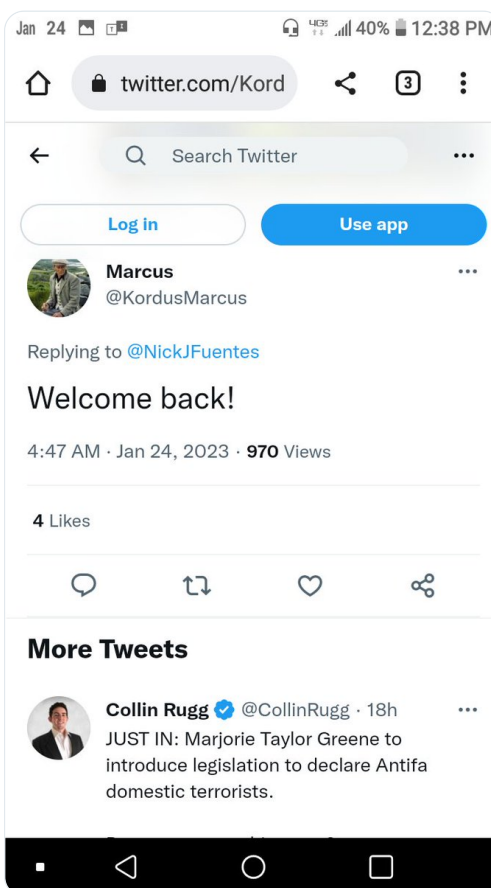 Jan 24 40% 12:38 PM
twitter.com/Kord 3
Search Twitter
Log in Use app
Marcus
@KordusMarcus
Replying to @NickJFuentes
Welcome back!
4:47 AM · Jan 24, 2023 · 970 Views
4 Likes
More Tweets
Collin Rugg @CollinRugg · 18h
JUST IN: Marjorie Taylor Greene to
introduce legislation to declare Antifa
domestic terrorists.